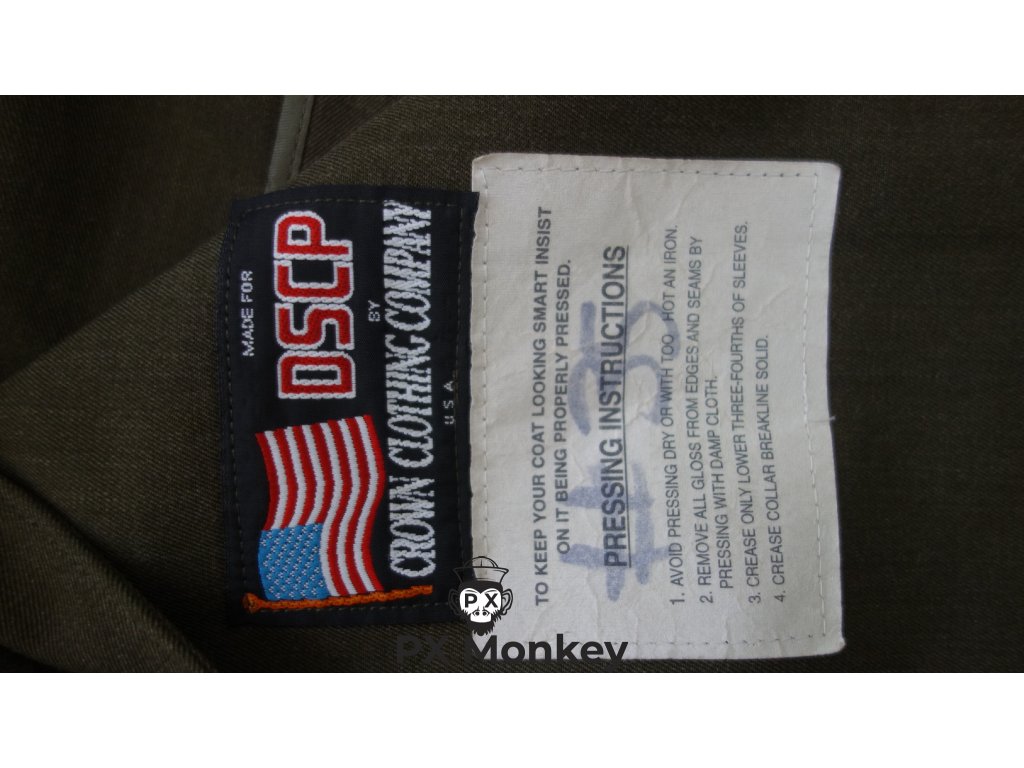 MADE FOR
DSCP
BY
CROWN CLOTHING COMPANY
U S A
TO KEEP YOUR COAT LOOKING SMART INSIST
ON IT BEING PROPERLY PRESSED.
PRESSING INSTRUCTIONS
1. AVOID PRESSING DRY OR WITH TOO HOT AN IRON.
2. REMOVE ALL GLOSS FROM EDGES AND SEAMS BY
PRESSING WITH DAMP CLOTH.
3. CREASE ONLY LOWER THREE-FOURTHS OF SLEEVES.
4. CREASE COLLAR BREAKLINE SOLID.
PX
PX Monkey